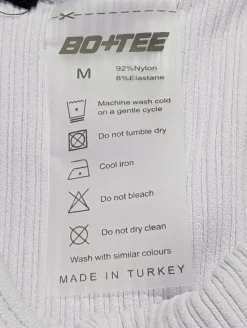 BO+TEE
M
92%Nylon
8%Elastane
Machine wash cold
on a gentle cycle
Do not tumble dry
Cool iron
Do not bleach
Do not dry clean
Wash with similar colours
MADE IN TURKEY